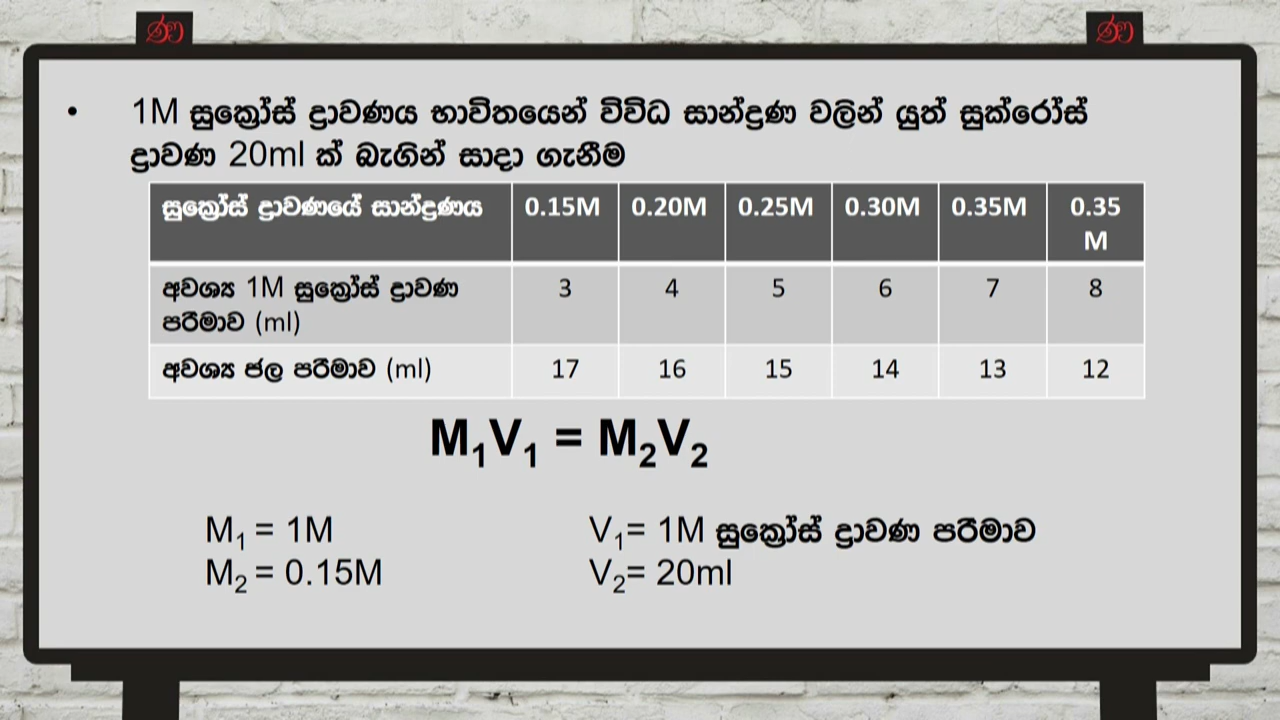 ණව
ණව
• 1M සුක්‍රෝස් ද්‍රාවණය භාවිතයෙන් විවිධ සාන්ද්‍රණ වලින් යුත් සුක්රෝස්
ද්‍රාවණ 20ml ක් බැගින් සාදා ගැනීම
සුක්‍රෝස් ද්‍රාවණයේ සාන්ද්‍රණය 0.15M 0.20M 0.25M 0.30M 0.35M 0.35
M
අවශ්‍ය 1M සුක්‍රෝස් ද්‍රාවණ 3 4 5 6 7 8
පරිමාව (ml)
අවශ්‍ය ජල පරිමාව (ml) 17 16 15 14 13 12
M₁V₁ = M₂V₂
M₁ = 1M V₁= 1M සුක්‍රෝස් ද්‍රාවණ පරිමාව
M₂ = 0.15M V₂= 20ml